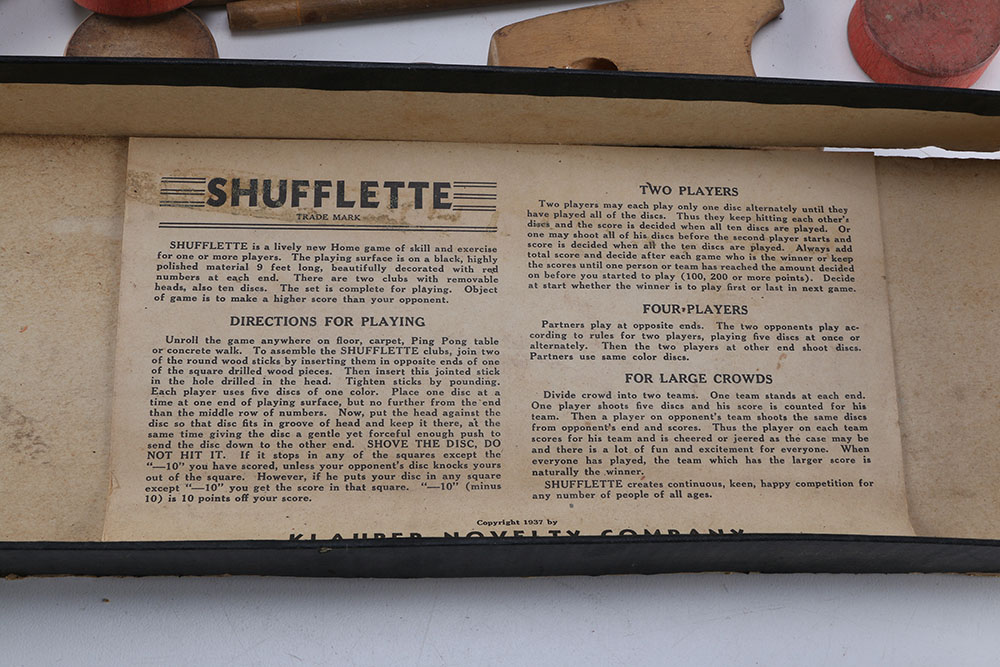 SHUFFLETTE
TRADE MARK
SHUFFLETTE is a lively new Home game of skill and exercise
for one or more players. The playing surface is on a black, highly
polished material 9 feet long, beautifully decorated with red
numbers at each end. There are two clubs with removable
heads, also ten discs. The set is complete for playing. Object
of game is to make a higher score than your opponent.
DIRECTIONS FOR PLAYING
Unroll the game anywhere on floor, carpet, Ping Pong table
or concrete walk. To assemble the SHUFFLETTE clubs, join two
of the round wood sticks by inserting them in opposite ends of one
of the square drilled wood pieces. Then insert this jointed stick
in the hole drilled in the head. Tighten sticks by pounding.
Each player uses five discs of one color. Place one disc at a
time at one end of playing surface, but no further from the end
than the middle row of numbers. Now, put the head against the
disc so that disc fits in groove of head and keep it there, at the
same time giving the disc a gentle yet forceful enough push to
send the disc down to the other end. SHOVE THE DISC, DO
NOT HIT IT. If it stops in any of the squares except the
"—10" you have scored, unless your opponent's disc knocks yours
out of the square. However, if he puts your disc in any square
except "—10" you get the score in that square. "—10" (minus
10) is 10 points off your score.
TWO PLAYERS
Two players may each play only one disc alternately until they
have played all of the discs. Thus they keep hitting each other's
discs and the score is decided when all ten discs are played. Or
one may shoot all of his discs before the second player starts and
score is decided when all the ten discs are played. Always add
total score and decide after each game who is the winner or keep
the scores until one person or team has reached the amount decided
on before you started to play (100, 200 or more points). Decide
at start whether the winner is to play first or last in next game.
FOUR-PLAYERS
Partners play at opposite ends. The two opponents play ac-
cording to rules for two players, playing five discs at once or
alternately. Then the two players at other end shoot discs.
Partners use same color discs.
FOR LARGE CROWDS
Divide crowd into two teams. One team stands at each end.
One player shoots five discs and his score is counted for his
team. Then a player on opponent's team shoots the same discs
from opponent's end and scores. Thus the player on each team
scores for his team and is cheered or jeered as the case may be
and there is a lot of fun and excitement for everyone. When
everyone has played, the team which has the larger score is
naturally the winner.
SHUFFLETTE creates continuous, keen, happy competition for
any number of people of all ages.
Copyright 1937 by
KLAUBER NOVELTY COMPANY